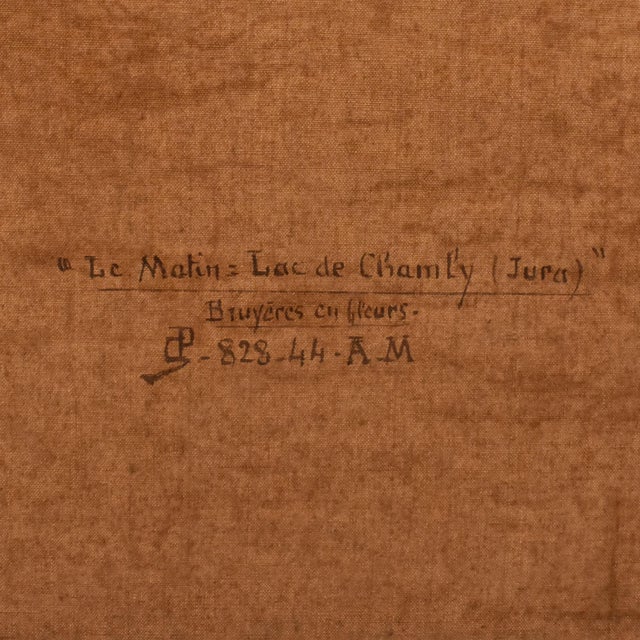 " Le Matin = Lac de Chambly (Jura) "
Bruyères en fleurs.
- 828 - 44 · A - M